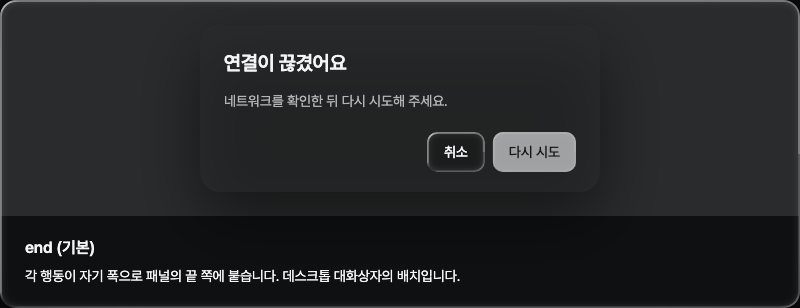 연결이 끊겼어요
네트워크를 확인한 뒤 다시 시도해 주세요.
취소 다시 시도
end (기본)
각 행동이 자기 폭으로 패널의 끝 쪽에 붙습니다. 데스크톱 대화상자의 배치입니다.